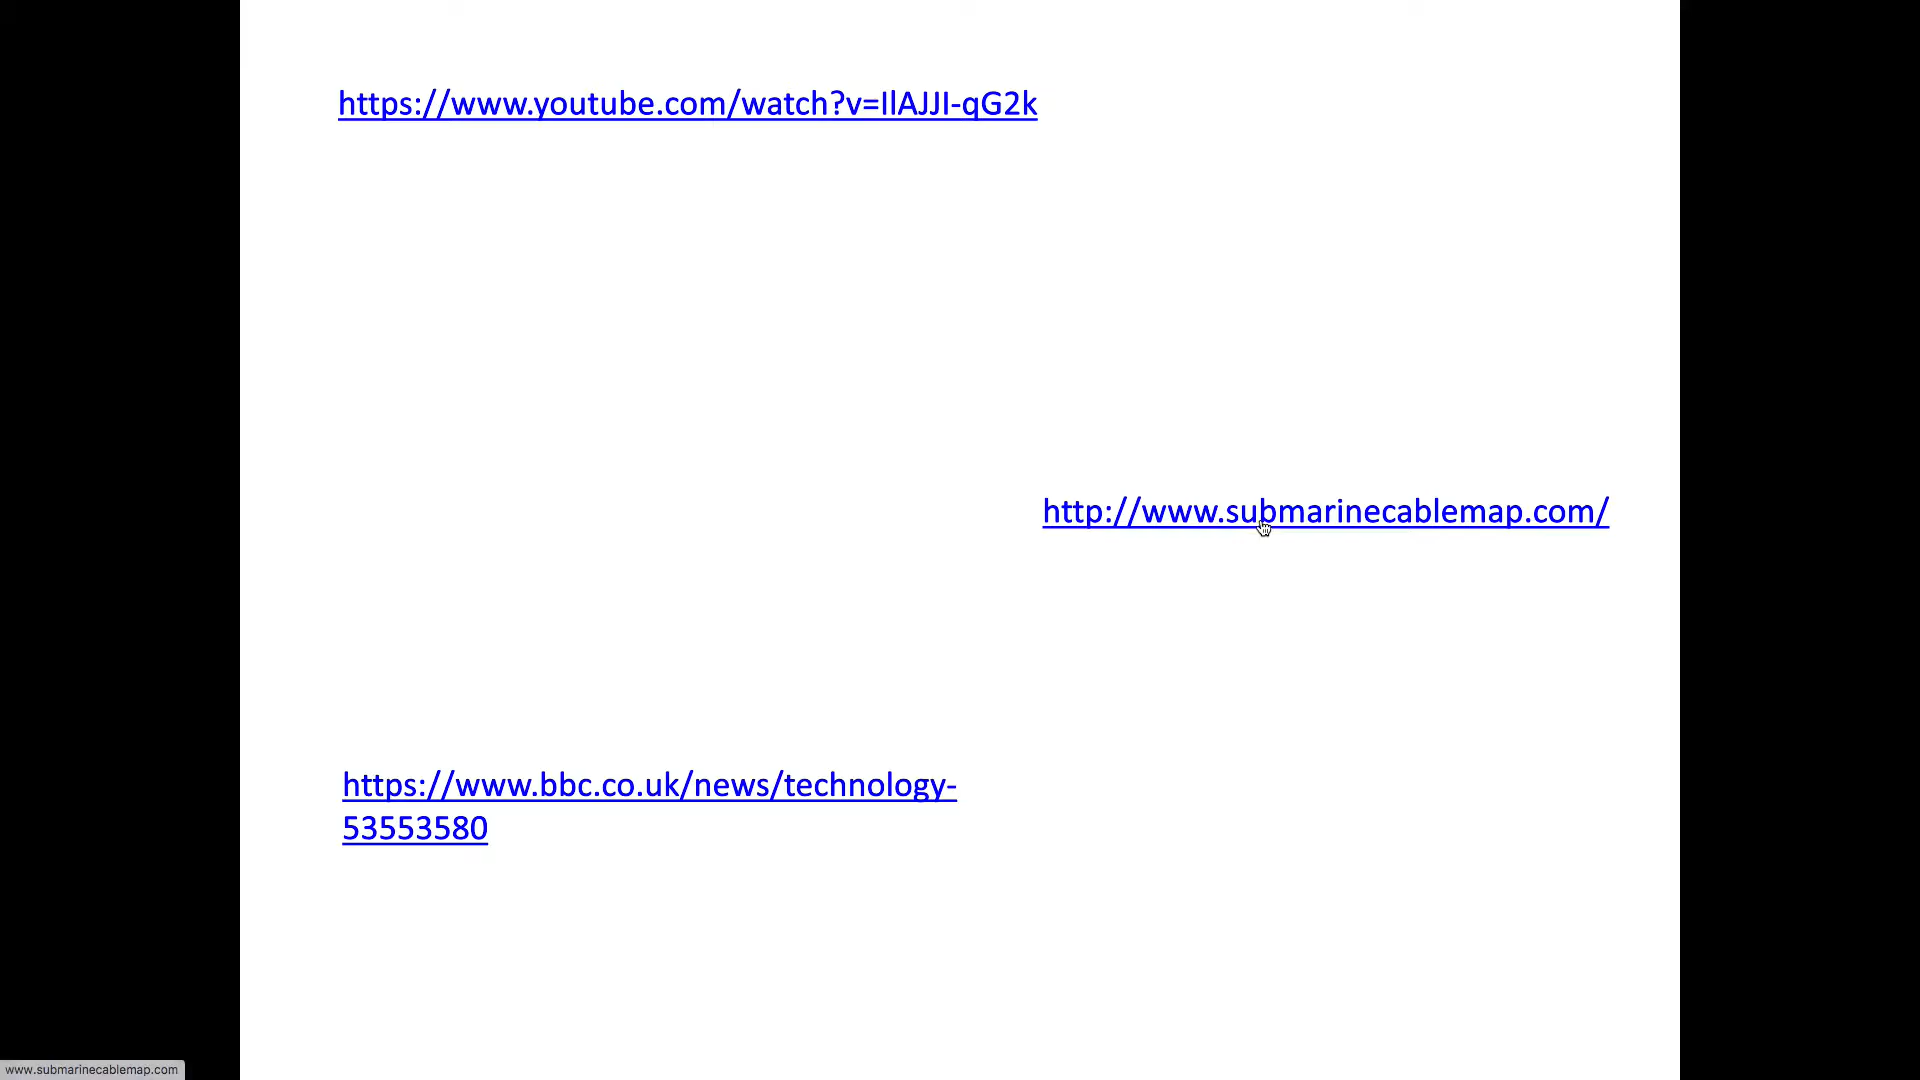 https://www.youtube.com/watch?v=IlAJJI-qG2k
http://www.submarinecablemap.com/
https://www.bbc.co.uk/news/technology-
53553580
www.submarinecablemap.com